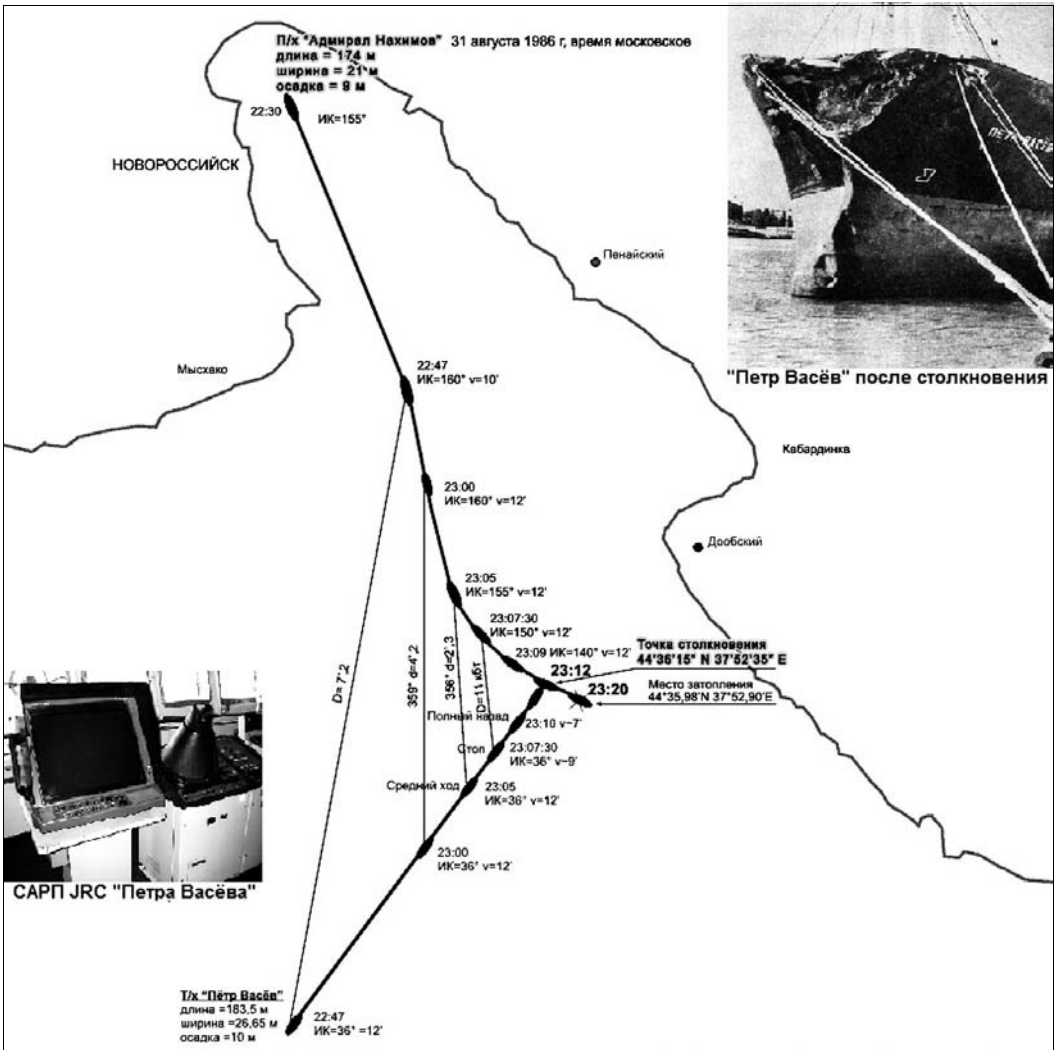 П/х "Адмирал Нахимов" 31 августа 1986 г, время московское
длина = 174 м
ширина = 21 м
осадка = 9 м
22:30
ИК=155°
НОВОРОССИЙСК
Пенайский
ПЕТР ВАСЁВ
"Петр Васёв" после столкновения
Мысхако
22:47
ИК=160° v=10'
Кабардинка
23:00
ИК=160° v=12'
Дообский
23:05
ИК=155° v=12'
23:07:30
ИК=150° v=12'
23:09 ИК=140° v=12'
Точка столкновения
44°36'15" N 37°52'35" E
23:12
23:20
Место затопления
44°35,98'N 37°52,90'E
D= 7',2
359° d=4',2
356° d=2',3
D=11 кбт
Полный назад
23:10 v~7'
Стоп
23:07:30
ИК=36° v~9'
Средний ход
23:05
ИК=36° v=12'
23:00
ИК=36° v=12'
САРП JRC "Петра Васёва"
Т/х "Пётр Васёв"
длина =183,5 м
ширина =26,65 м
осадка =10 м
22:47
ИК=36° =12'